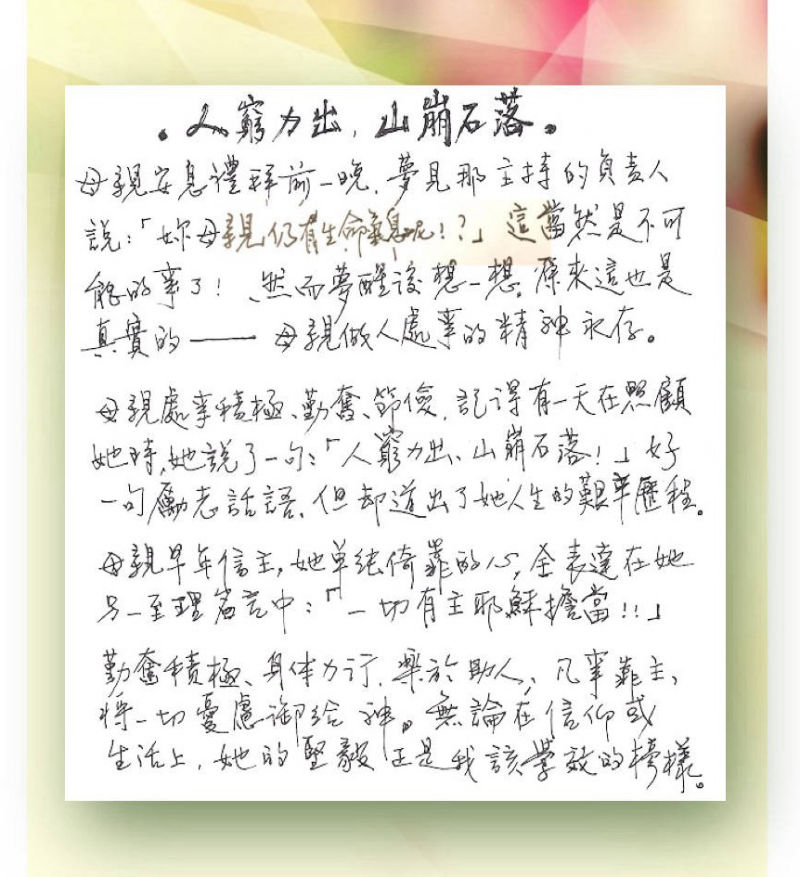 。人窮力出，山崩石落。
母親安息禮拜前一晚，夢見那主持的負責人
說：「妳母親仍有生命氣息呢！？」這當然是不可
能的事了！、然而夢醒後想一想，原來這也是
真實的——母親做人處事的精神永存。
母親處事積極、勤奮、節儉，記得有一天在照顧
她時，她說了一句：「人窮力出、山崩石落！」好
一句勵志話語、但却道出了她人生的艱辛歷程。
母親早年信主，她单純倚靠的心，全表達在她
另一至理名言中：「一切有主耶穌擔當！！」
勤奮積極、身体力行，樂於助人，凡事靠主、
將一切憂慮卸給神。無論在信仰或
生活上，她的堅毅正是我該學效的榜樣。